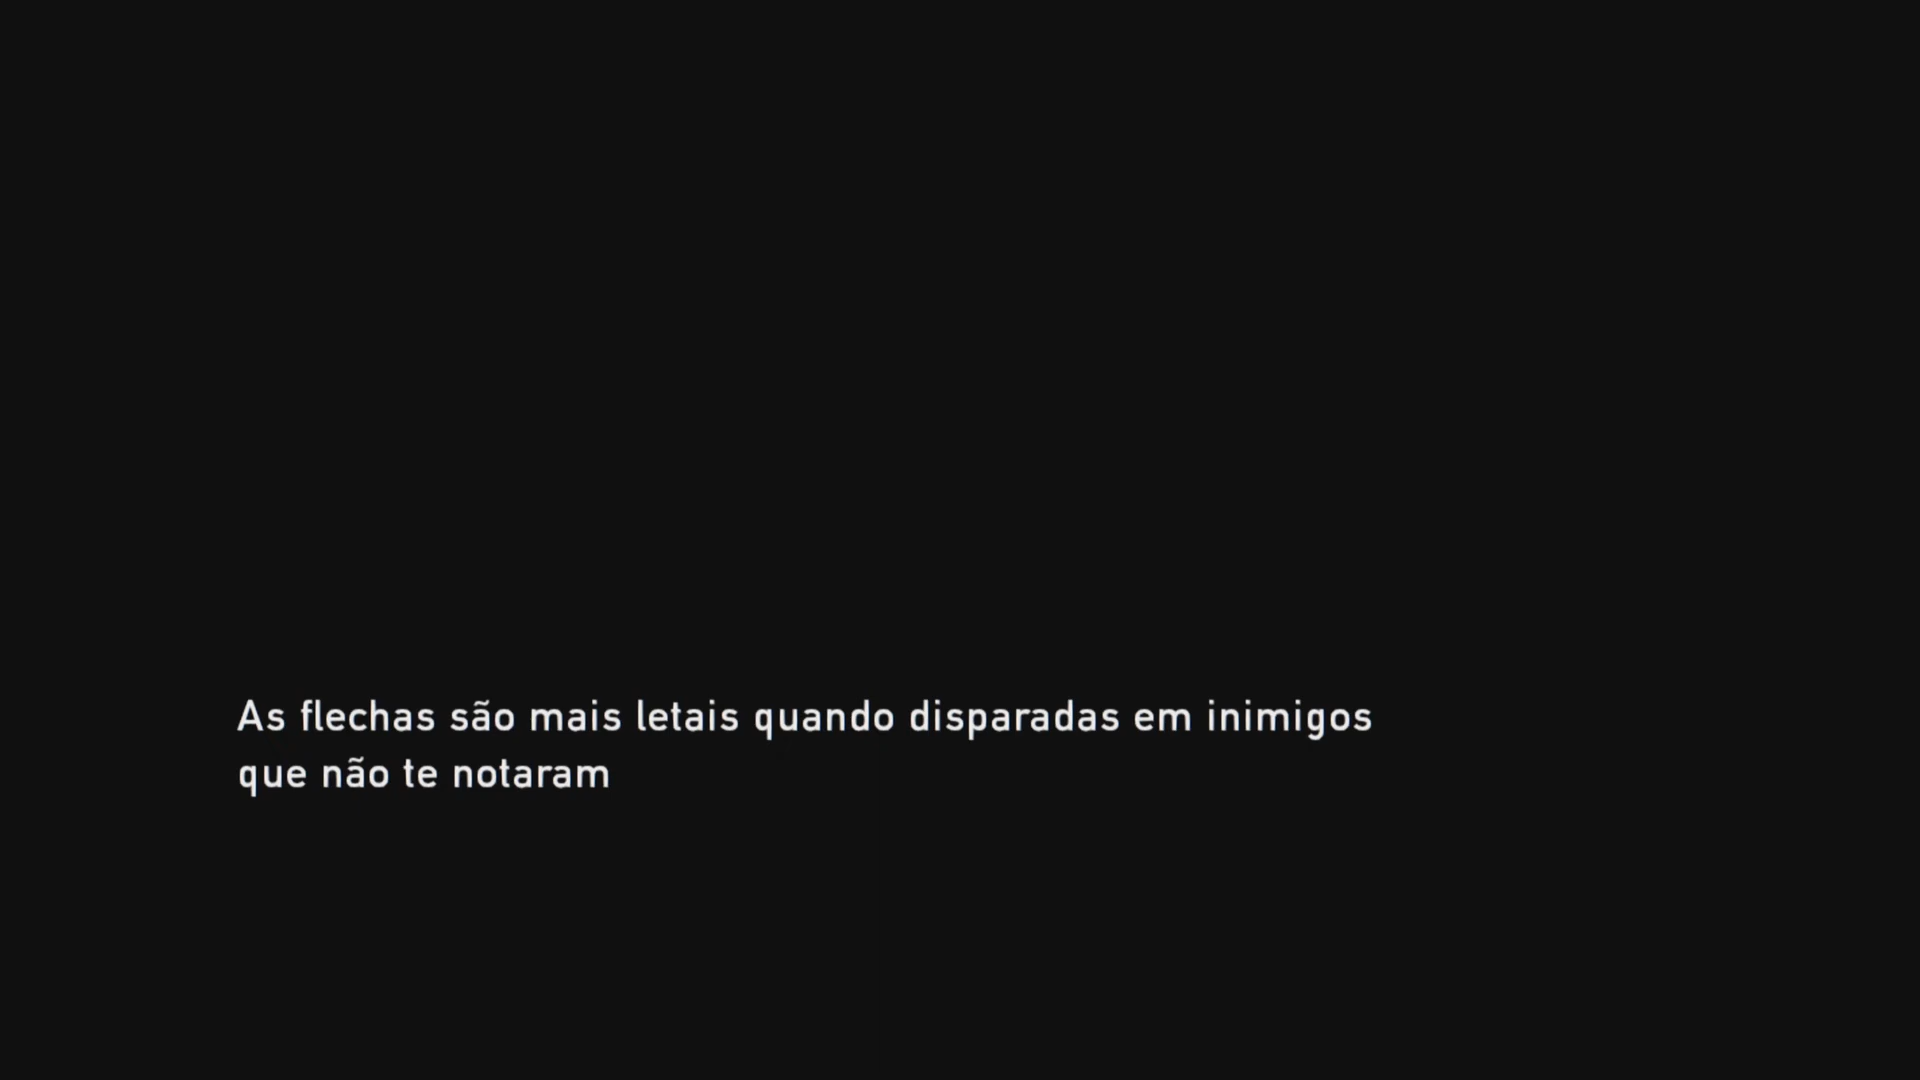 As flechas são mais letais quando disparadas em inimigos
que não te notaram